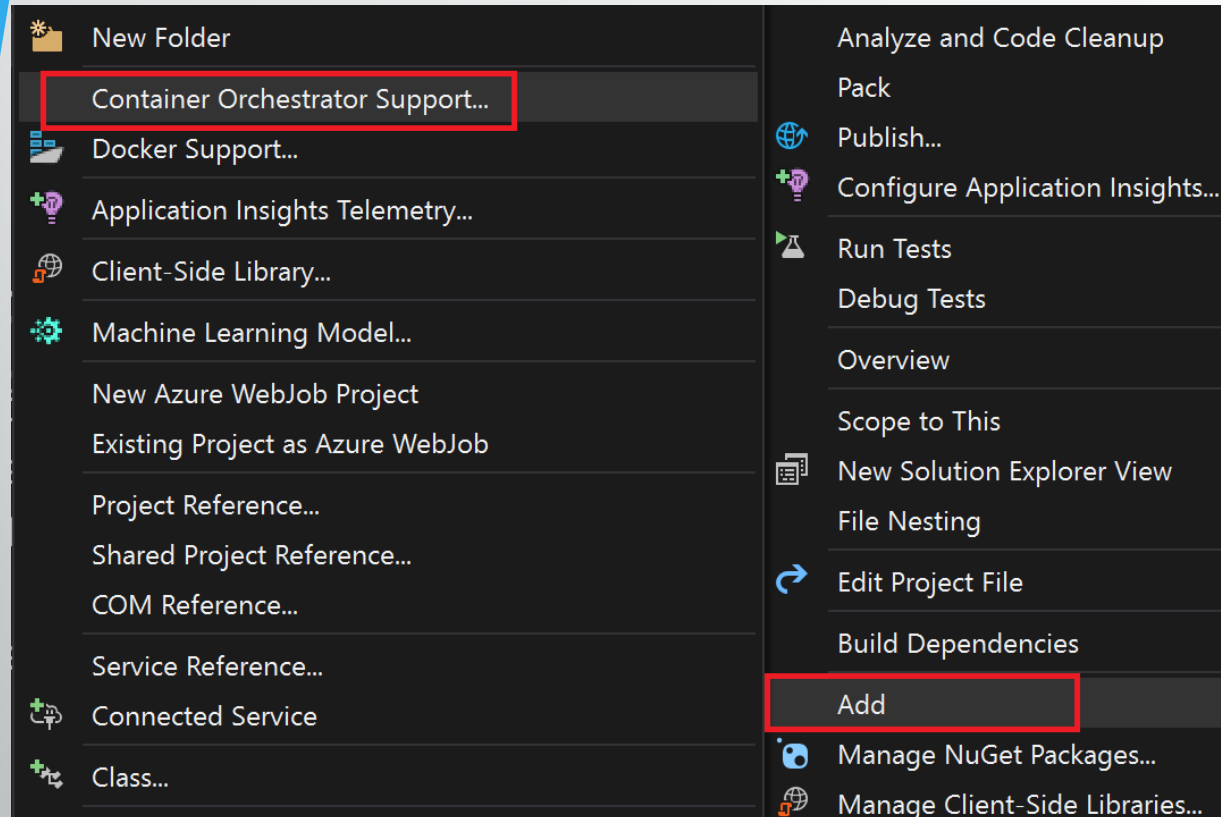 New Folder
Container Orchestrator Support...
Docker Support...
Application Insights Telemetry...
Client-Side Library...
Machine Learning Model...
New Azure WebJob Project
Existing Project as Azure WebJob
Project Reference...
Shared Project Reference...
COM Reference...
Service Reference...
Connected Service
Class...
Analyze and Code Cleanup
Pack
Publish...
Configure Application Insights...
Run Tests
Debug Tests
Overview
Scope to This
New Solution Explorer View
File Nesting
Edit Project File
Build Dependencies
Add
Manage NuGet Packages...
Manage Client-Side Libraries...